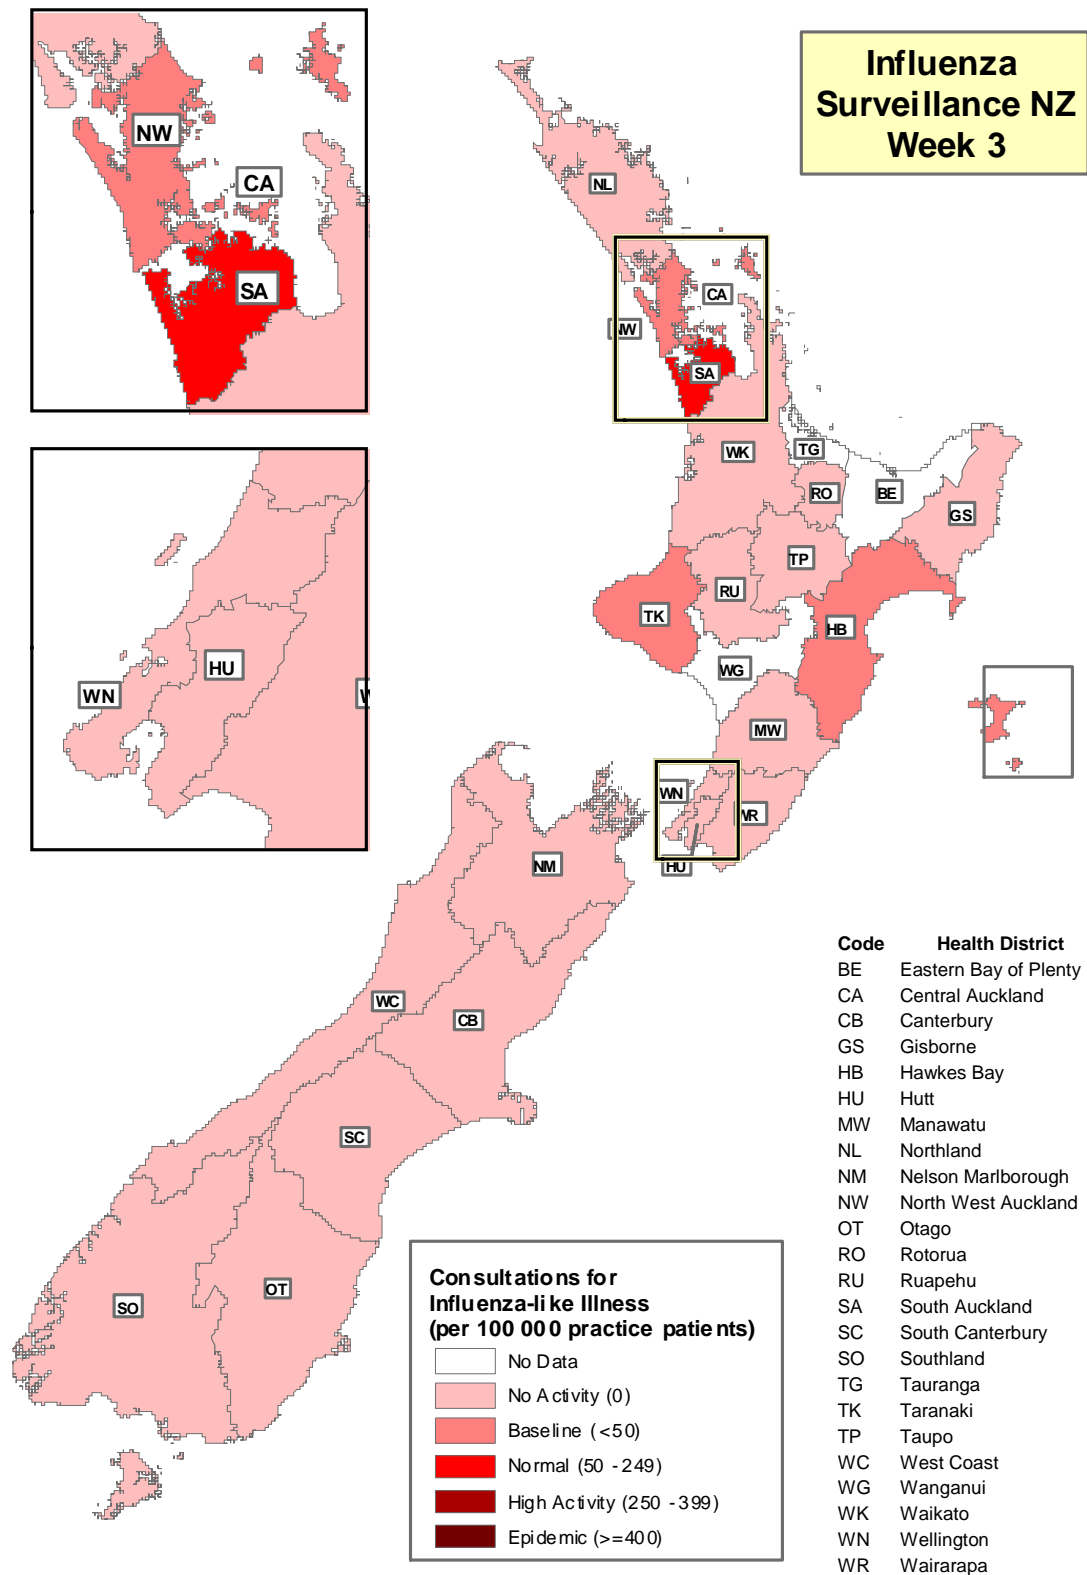 Influenza
Surveillance NZ
Week 3
NW
CA
SA
HU
WN
W
NL
CA
NW
SA
WK
TG
RO
BE
GS
TP
RU
TK
HB
WG
MW
WN
WR
HU
NM
WC
CB
SC
OT
SO
Consultations for
Influenza-like Illness
(per 100 000 practice patients)
No Data
No Activity (0)
Baseline (<50)
Normal (50 - 249)
High Activity (250 - 399)
Epidemic (>=400)
Code Health District
BE Eastern Bay of Plenty
CA Central Auckland
CB Canterbury
GS Gisborne
HB Hawkes Bay
HU Hutt
MW Manawatu
NL Northland
NM Nelson Marlborough
NW North West Auckland
OT Otago
RO Rotorua
RU Ruapehu
SA South Auckland
SC South Canterbury
SO Southland
TG Tauranga
TK Taranaki
TP Taupo
WC West Coast
WG Wanganui
WK Waikato
WN Wellington
WR Wairarapa